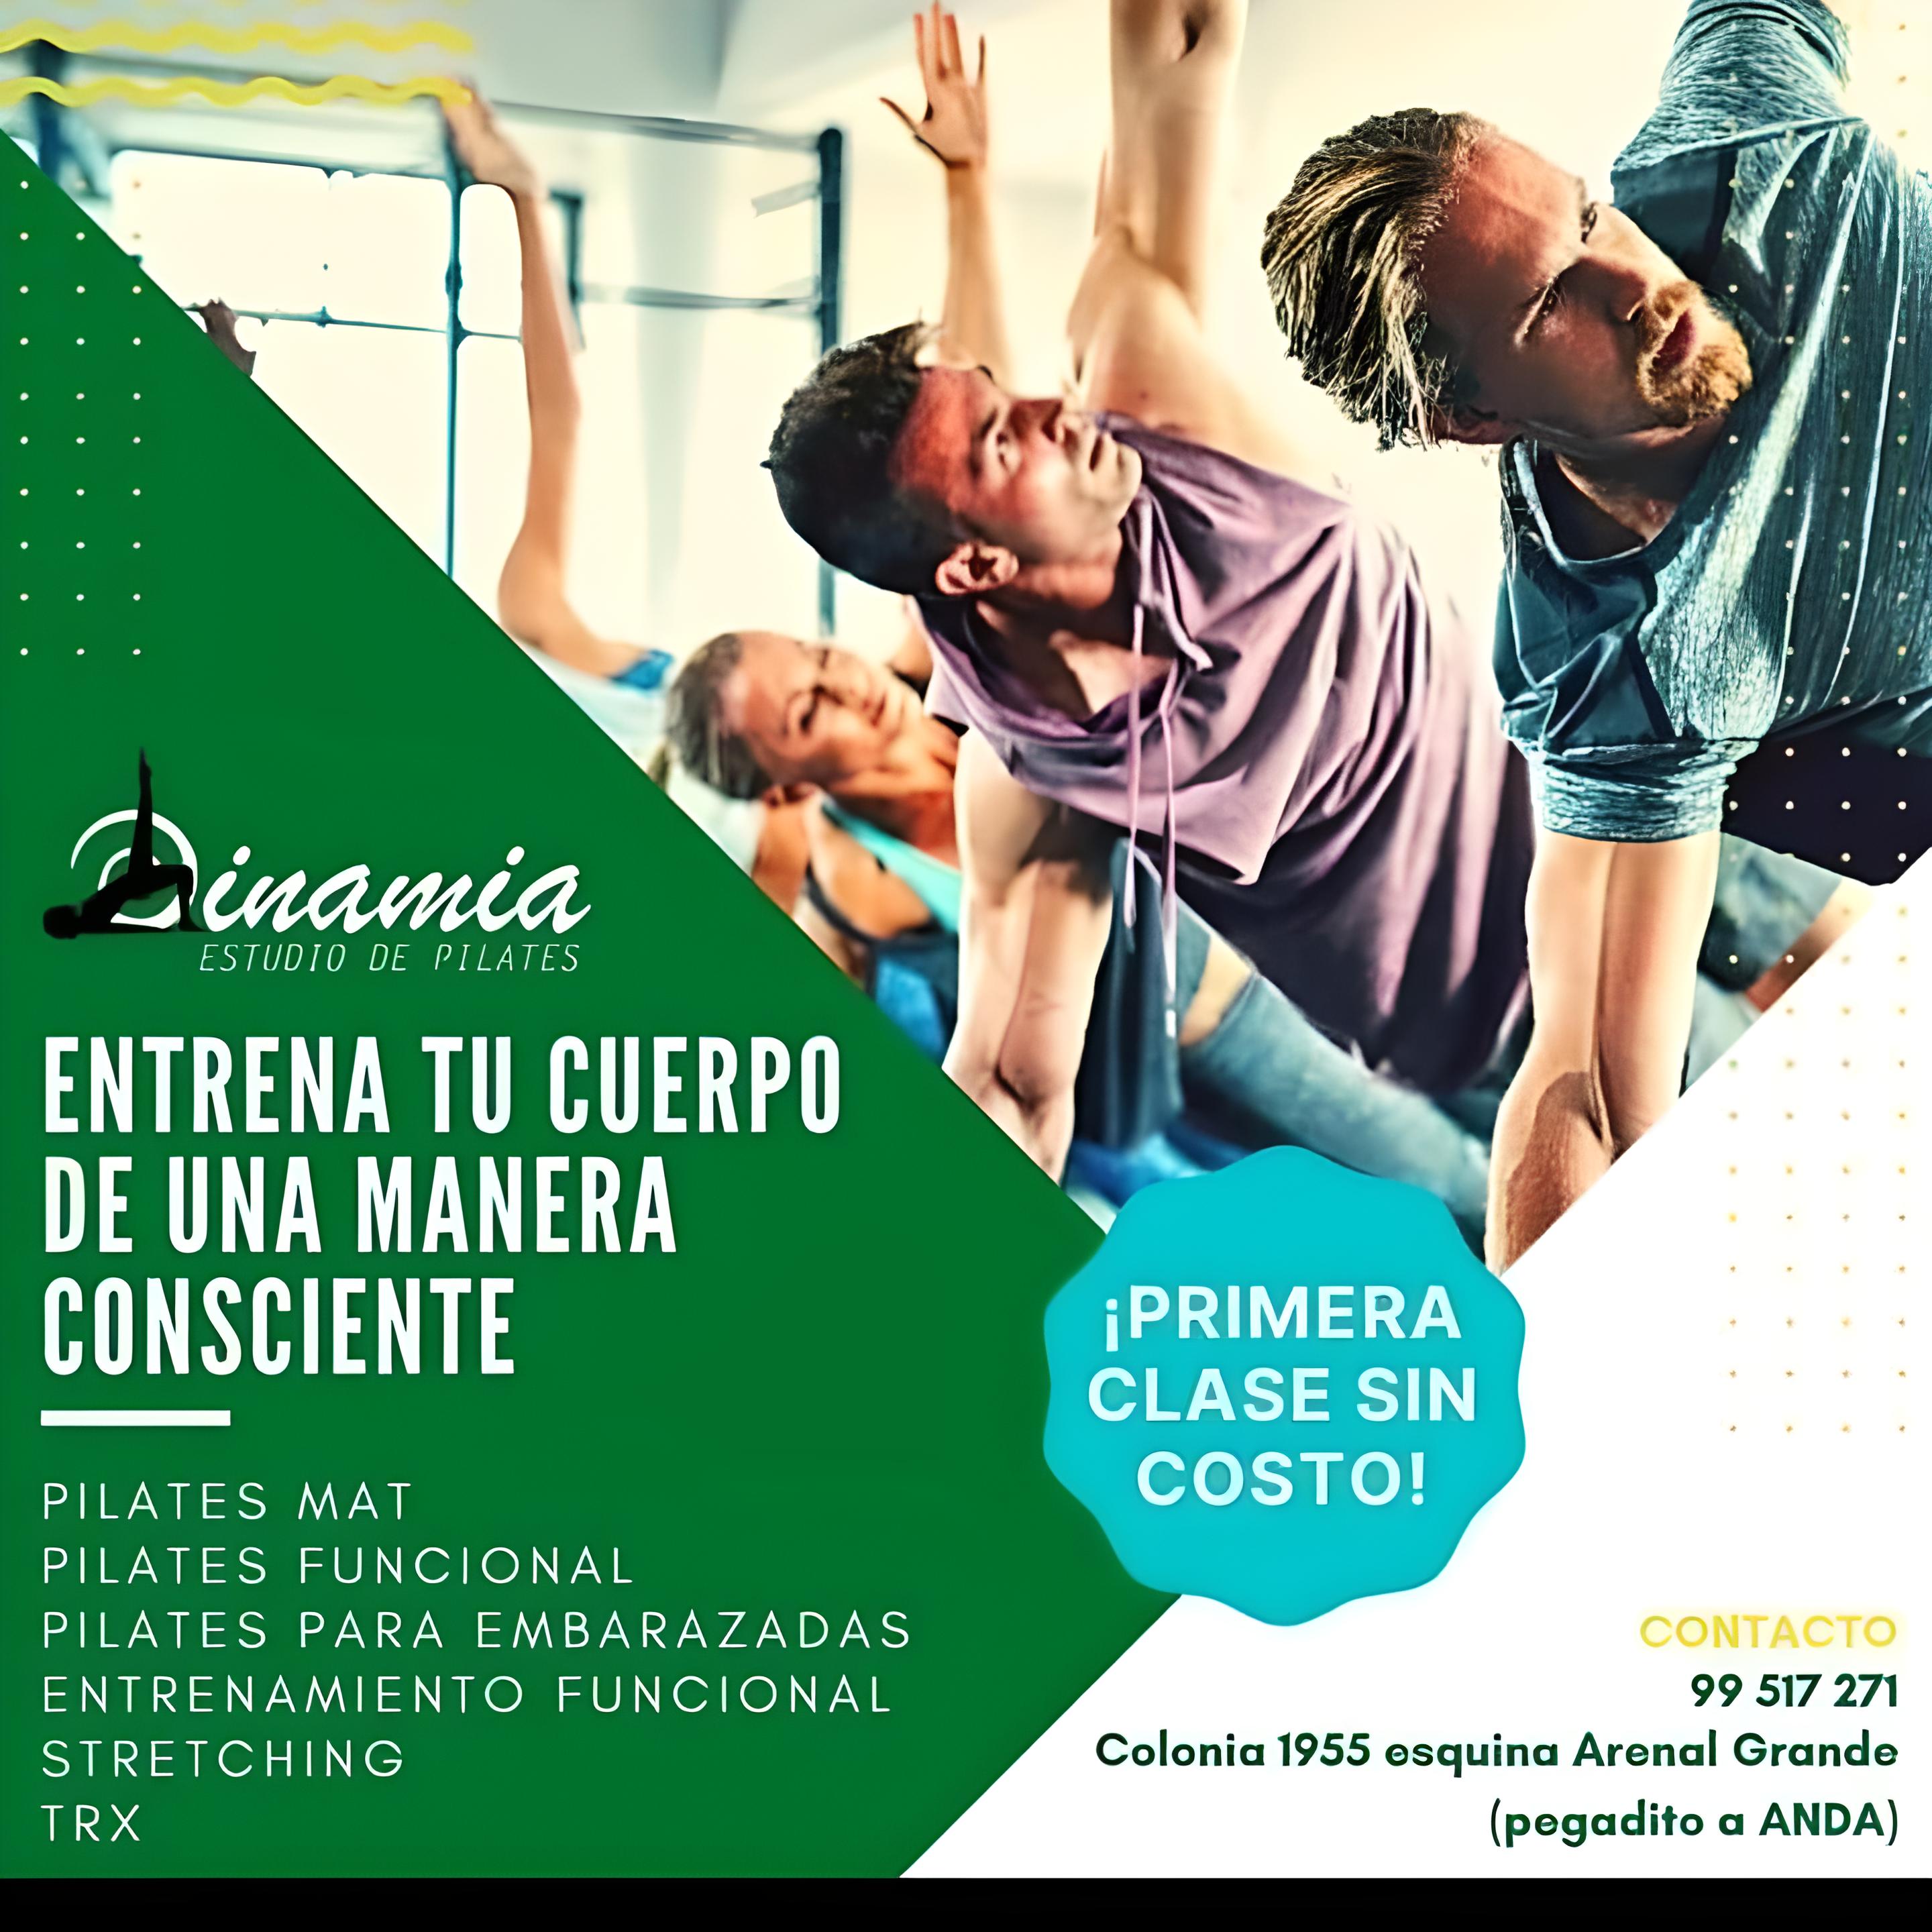 Dinamia
ESTUDIO DE PILATES
ENTRENA TU CUERPO
DE UNA MANERA
CONSCIENTE
PILATES MAT
PILATES FUNCIONAL
PILATES PARA EMBARAZADAS
ENTRENAMIENTO FUNCIONAL
STRETCHING
TRX
¡PRIMERA
CLASE SIN
COSTO!
CONTACTO
99 517 271
Colonia 1955 esquina Arenal Grande
(pegadito a ANDA)